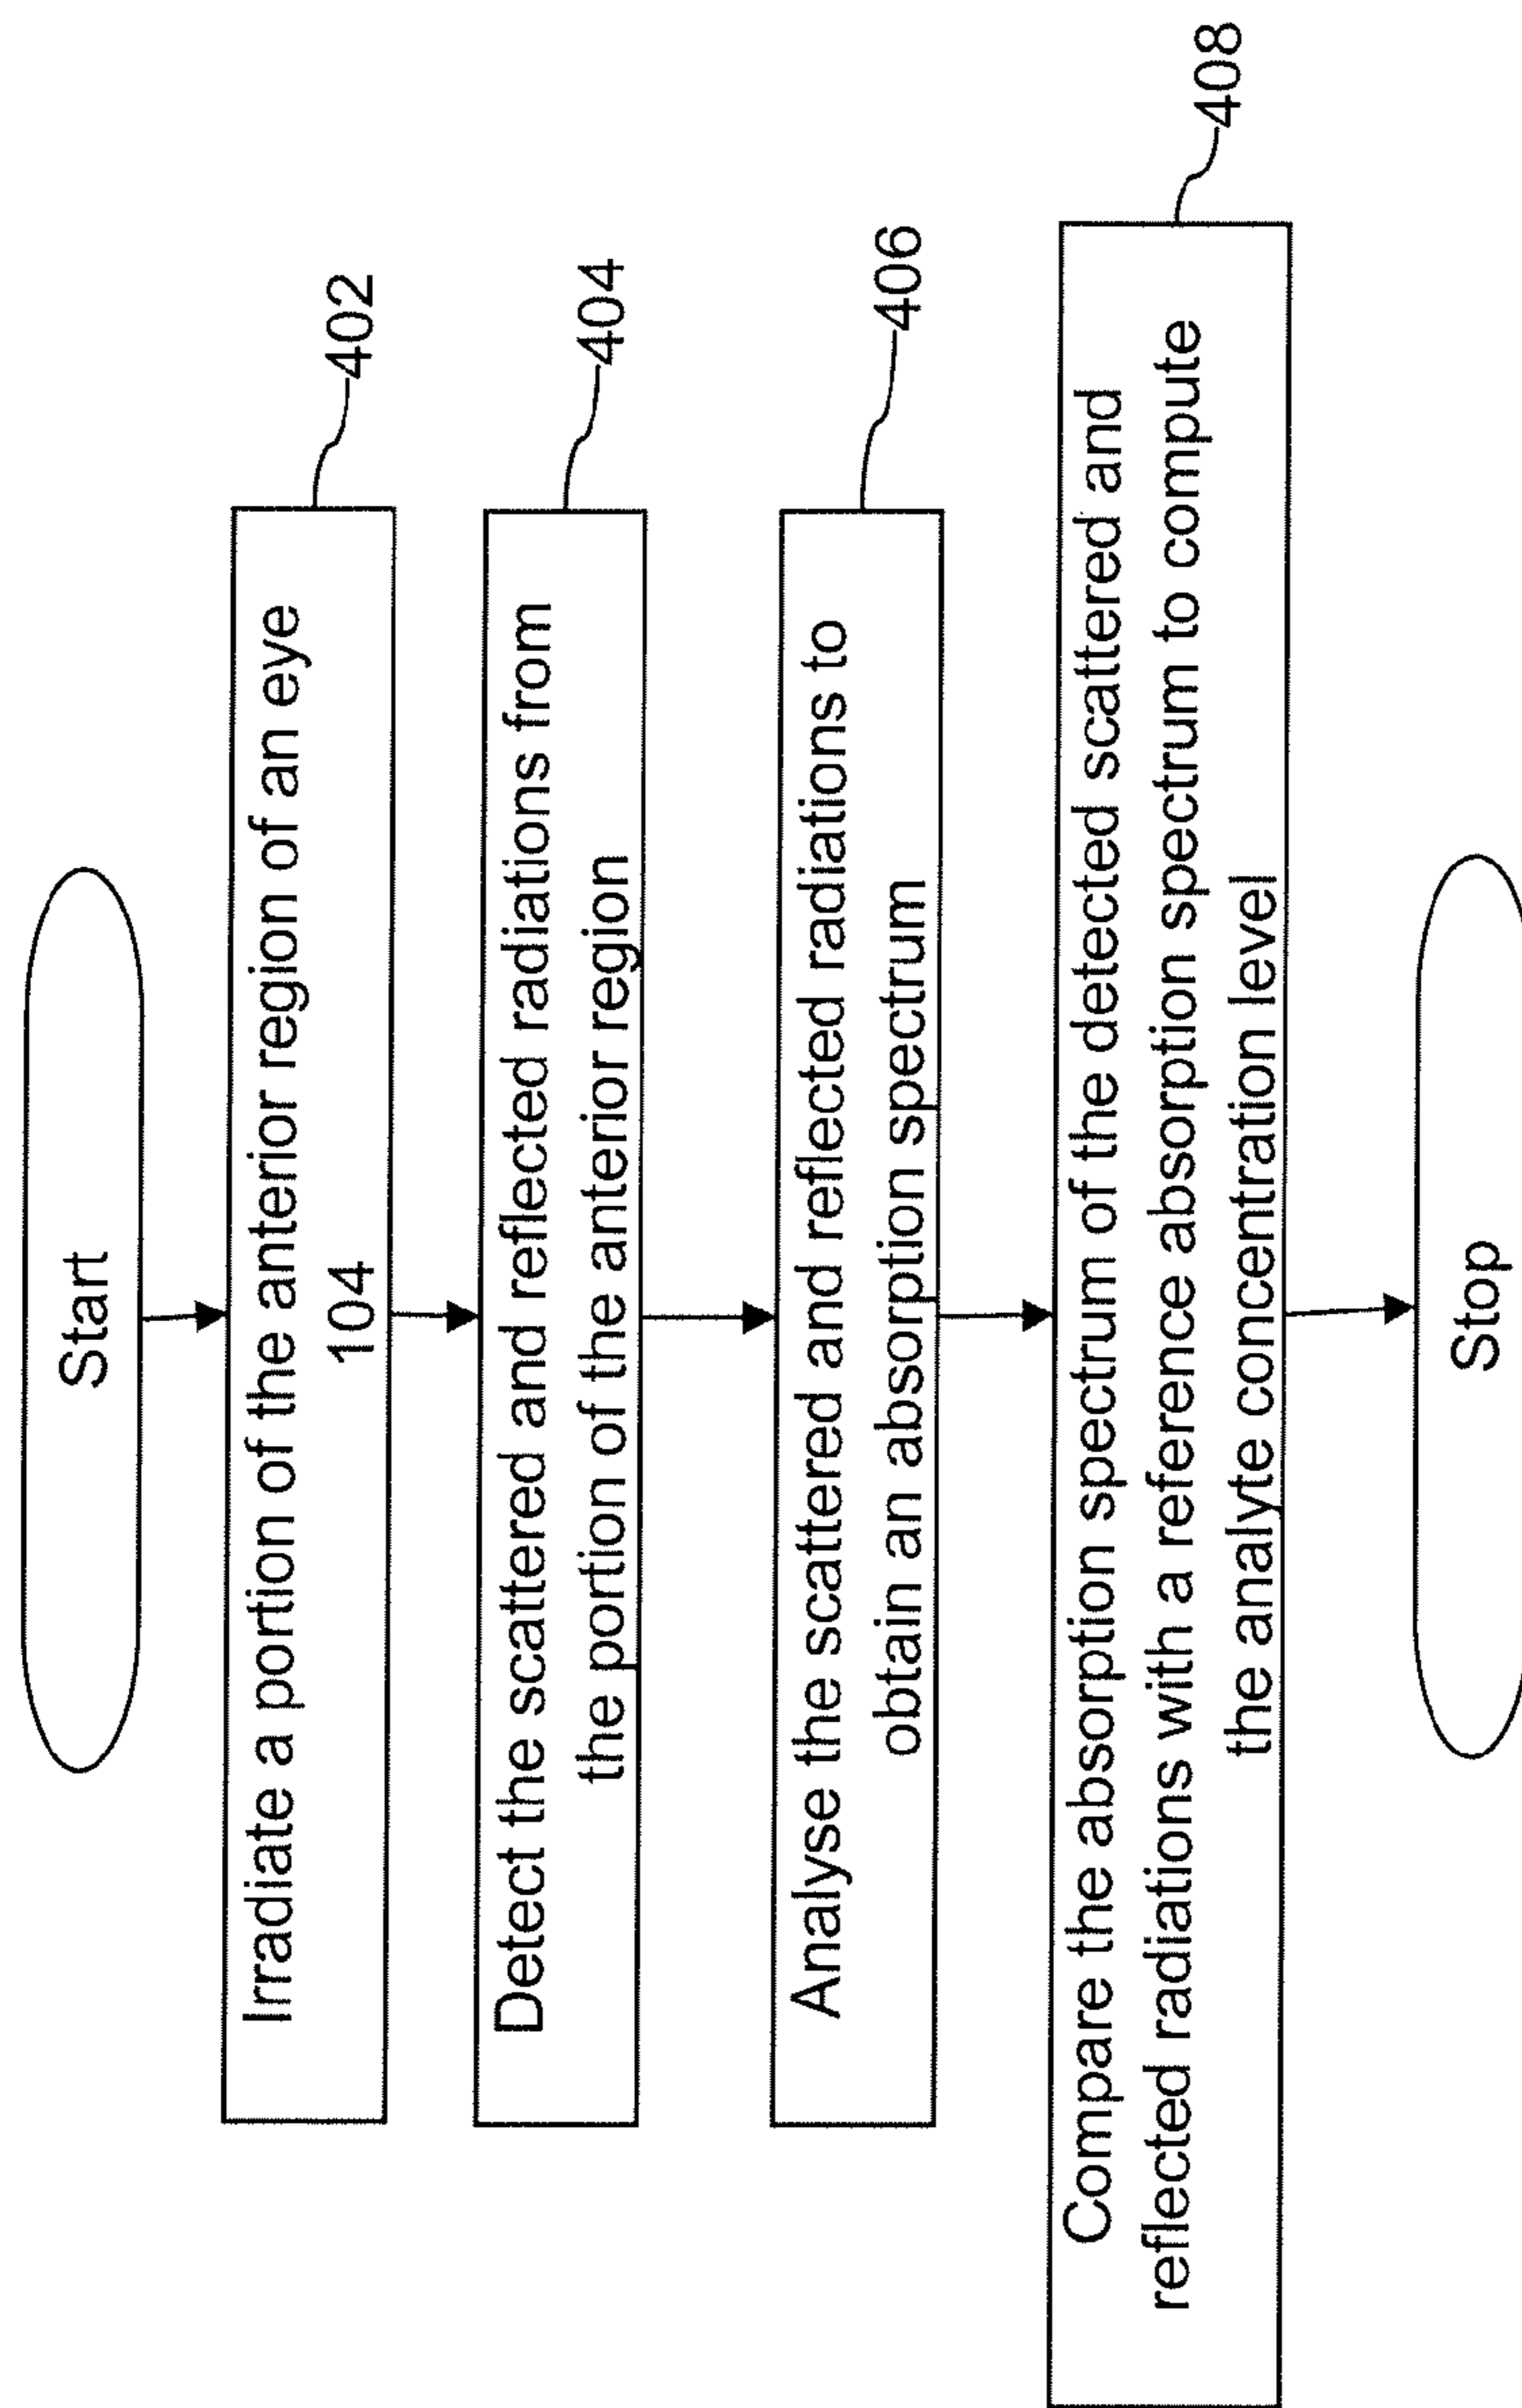 Start
Irradiate a portion of the anterior region of an eye
104
402
Detect the scattered and reflected radiations from
the portion of the anterior region
404
Analyse the scattered and reflected radiations to
obtain an absorption spectrum
406
Compare the absorption spectrum of the detected scattered and
reflected radiations with a reference absorption spectrum to compute
the analyte concentration level
408
Stop